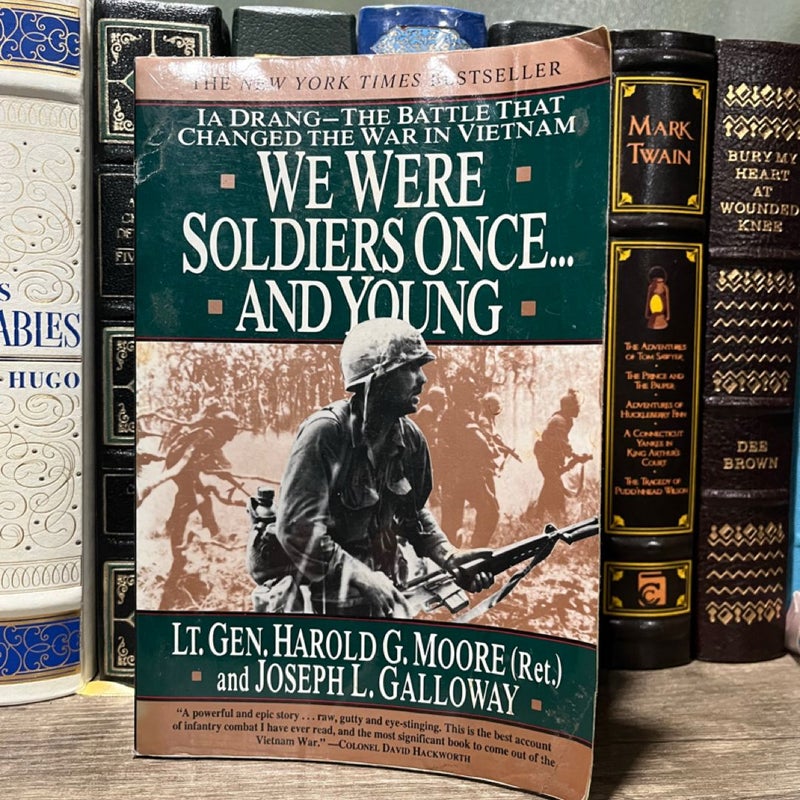 THE NEW YORK TIMES BESTSELLER
IA DRANG—THE BATTLE THAT
CHANGED THE WAR IN VIETNAM
WE WERE
SOLDIERS ONCE...
AND YOUNG
LT. GEN. HAROLD G. MOORE (Ret.)
and JOSEPH L. GALLOWAY
"A powerful and epic story . . . raw, gutty and eye-stinging. This is the best account
of infantry combat I have ever read, and the most significant book to come out of the
Vietnam War." —COLONEL DAVID HACKWORTH
ABLES
HUGO
MARK
TWAIN
THE ADVENTURES
OF TOM SAWYER
THE PRINCE AND
THE PAUPER
ADVENTURES OF
HUCKLEBERRY FINN
A CONNECTICUT
YANKEE IN
KING ARTHUR'S
COURT
THE TRAGEDY OF
PUDD'NHEAD WILSON
BURY MY
HEART
AT
WOUNDED
KNEE
DEE
BROWN